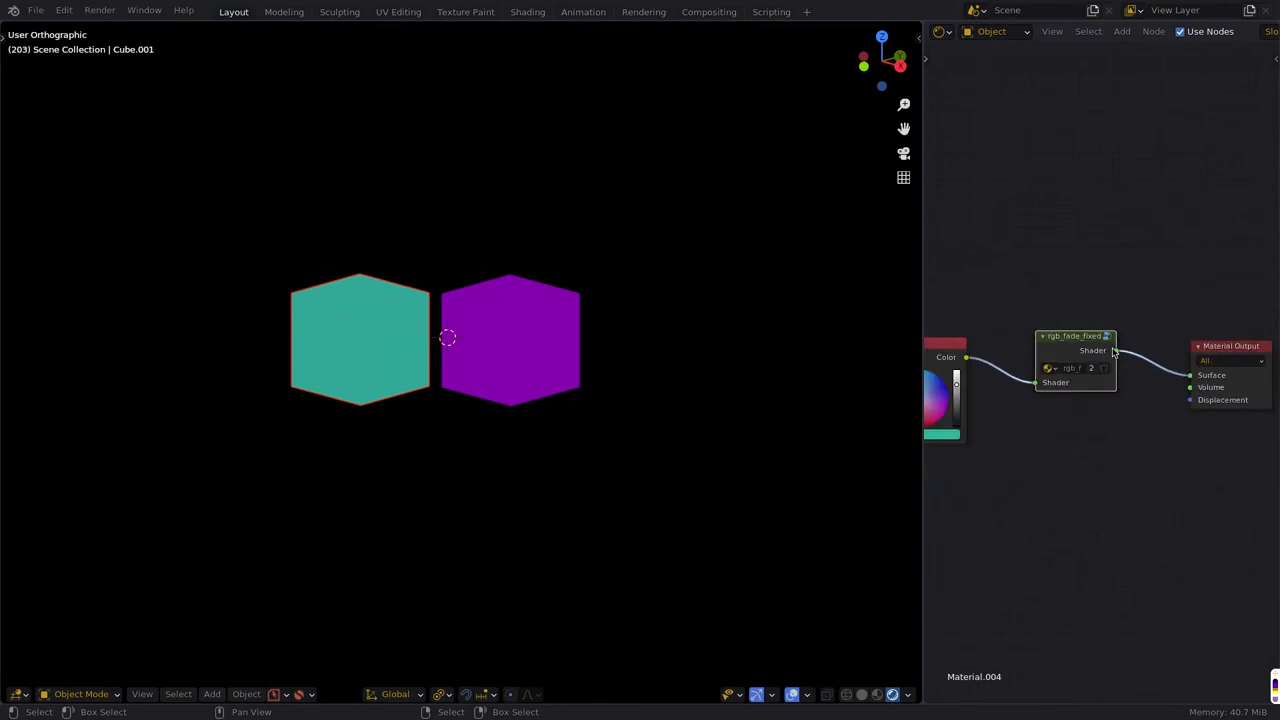 File Edit Render Window Help Layout Modeling Sculpting UV Editing Texture Paint Shading Animation Rendering Compositing Scripting + Scene View Layer
User Orthographic
(203) Scene Collection | Cube.001
Z
Y
X
Object View Select Add Node Use Nodes Slo
Color
rgb_fade_fixed
Shader
rgb_f 2
Shader
Material Output
All
Surface
Volume
Displacement
Material.004
Object Mode View Select Add Object Global
Select Box Select Pan View Select Box Select Memory: 40.7 MiB